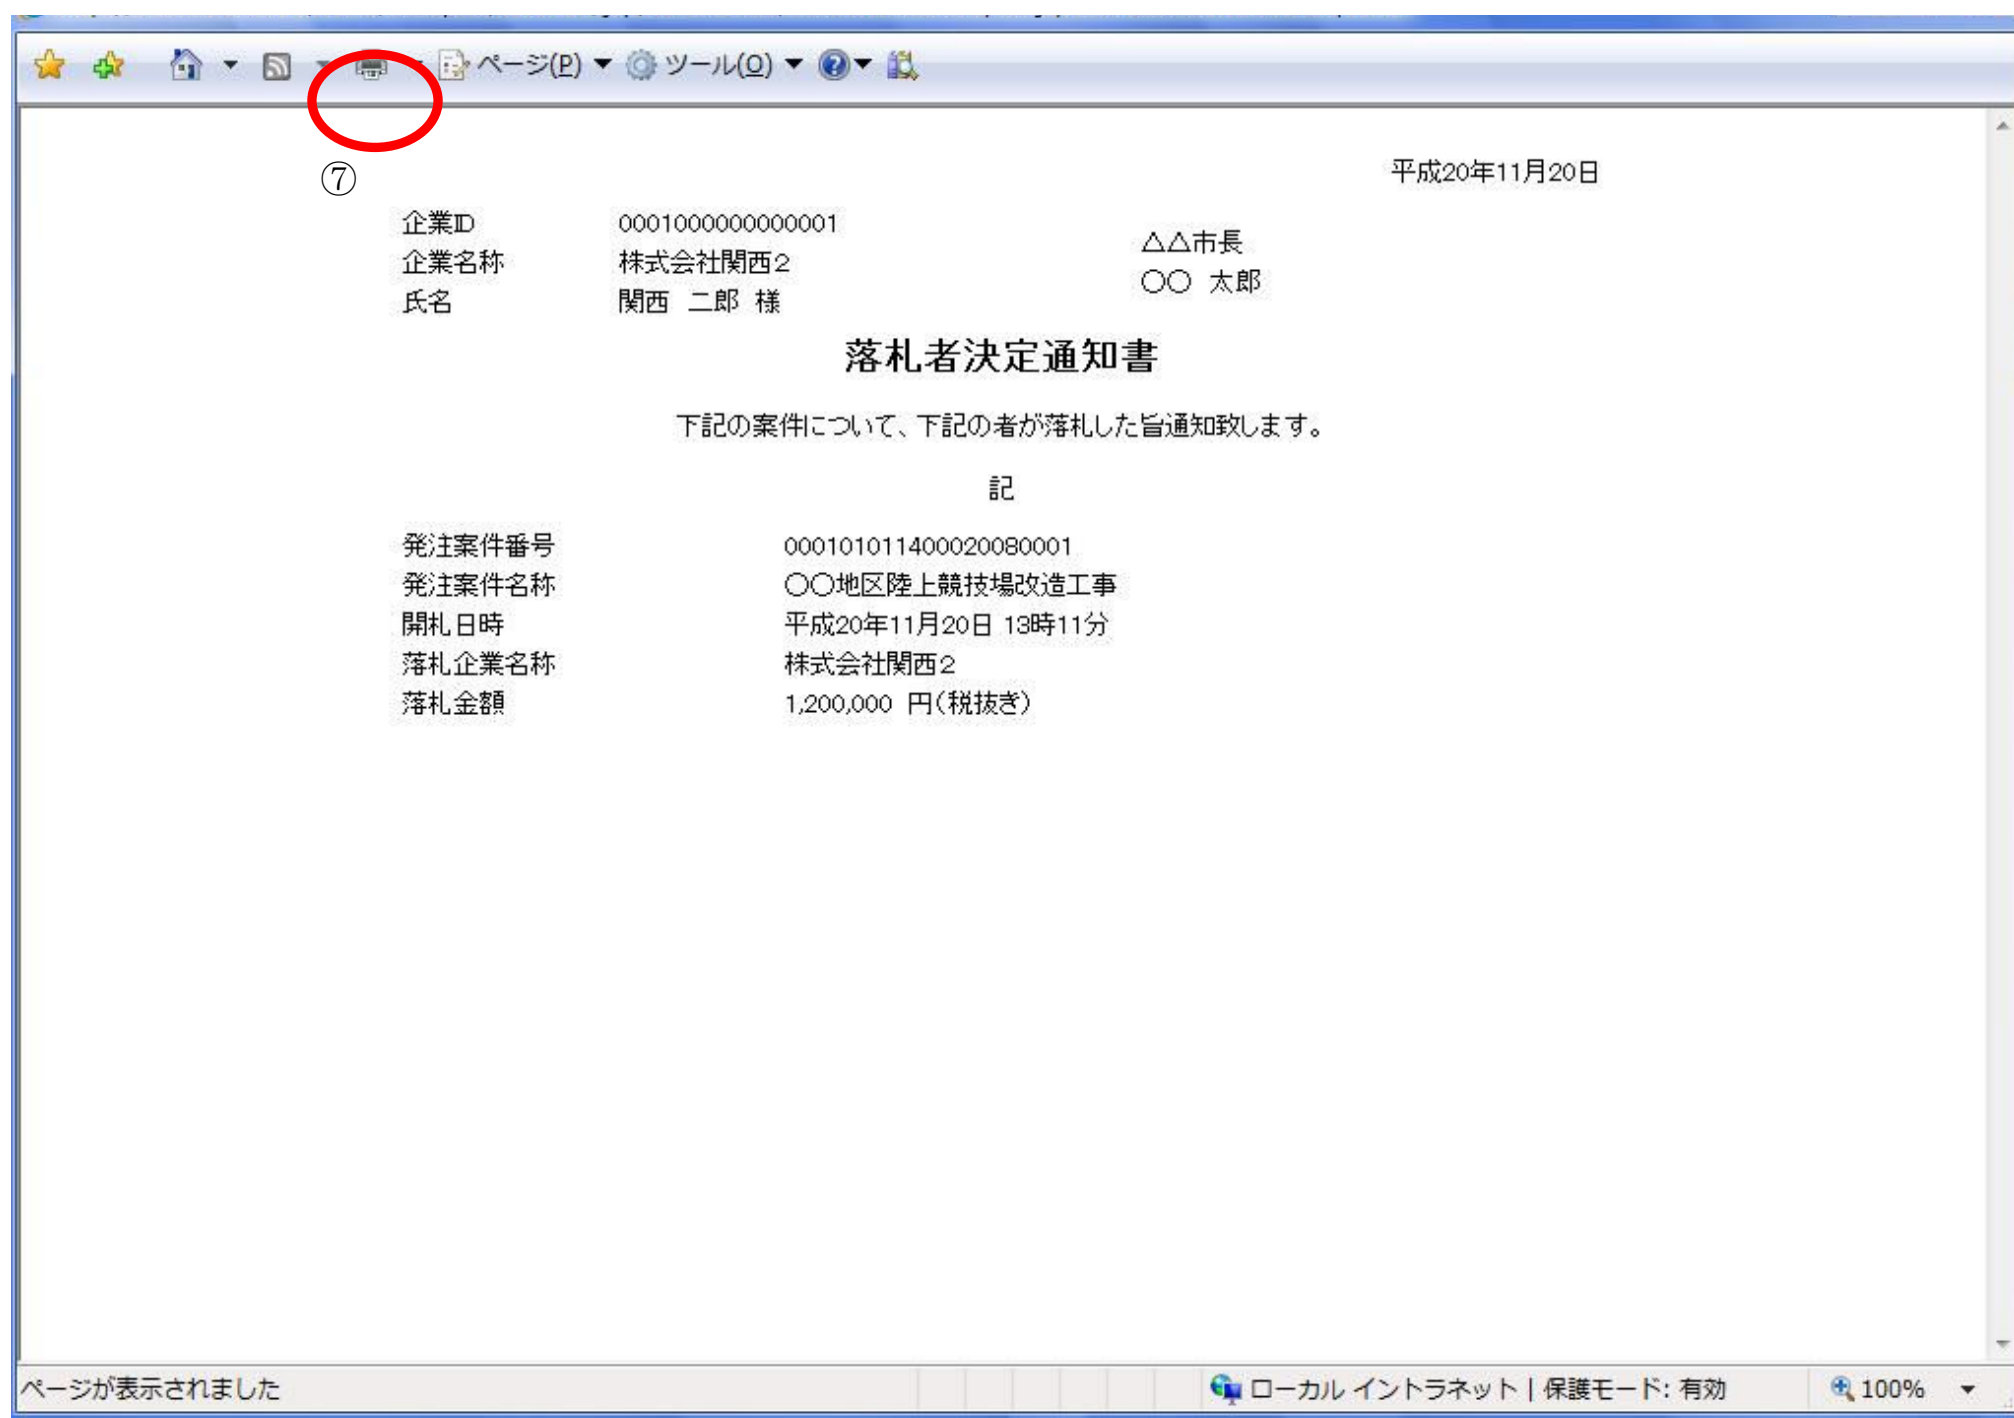 ページ(P) ツール(O)
⑦
平成20年11月20日
企業ID 0001000000000001
企業名称 株式会社関西2
氏名 関西 二郎 様
△△市長
〇〇 太郎
落札者決定通知書
下記の案件について、下記の者が落札した旨通知致します。
記
発注案件番号 000101011400020080001
発注案件名称 〇〇地区陸上競技場改造工事
開札日時 平成20年11月20日 13時11分
落札企業名称 株式会社関西2
落札金額 1,200,000 円(税抜き)
ページが表示されました ローカル イントラネット | 保護モード: 有効 100%